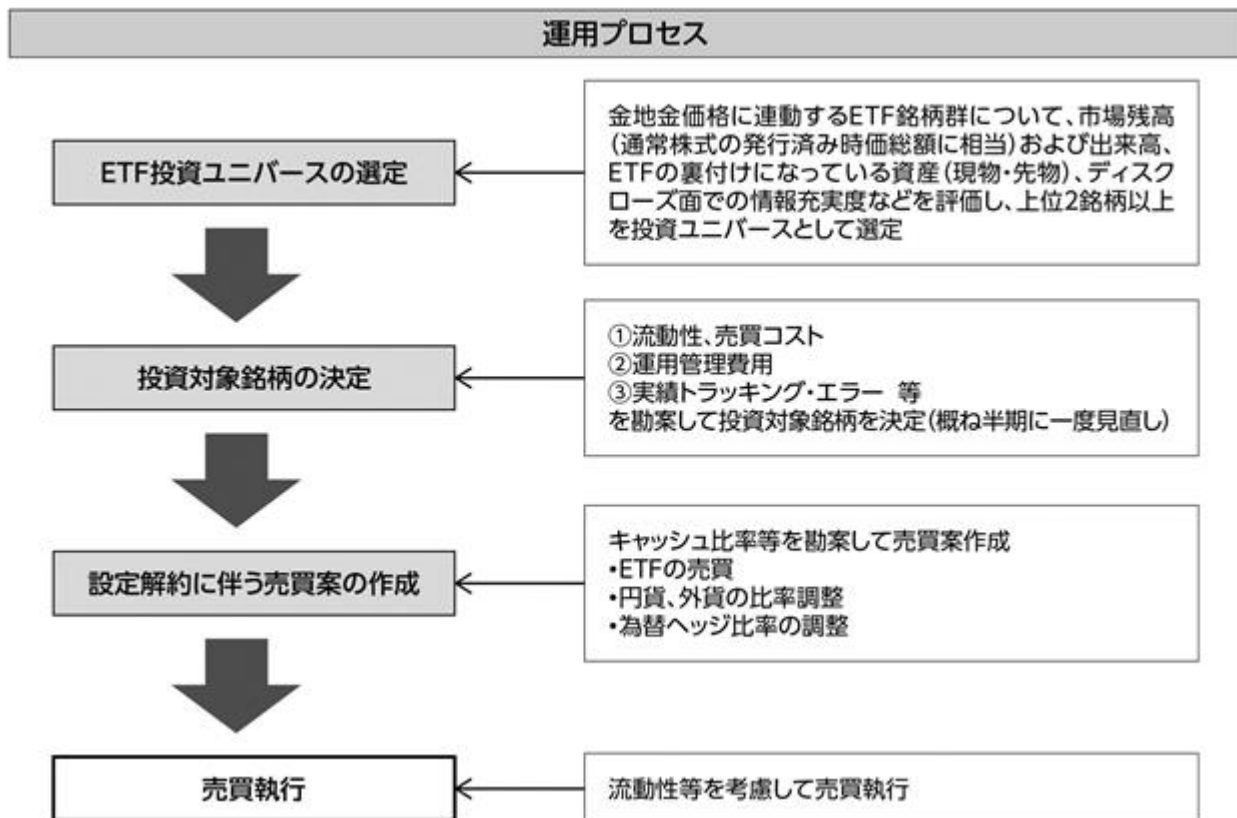 運用プロセス
ETF投資ユニバースの選定
金地金価格に連動するETF銘柄群について、市場残高
(通常株式の発行済み時価総額に相当)および出来高、
ETFの裏付けになっている資産(現物・先物)、ディスク
ローズ面での情報充実度などを評価し、上位2銘柄以上
を投資ユニバースとして選定
投資対象銘柄の決定
①流動性、売買コスト
②運用管理費用
③実績トラッキング・エラー 等
を勘案して投資対象銘柄を決定(概ね半期に一度見直し)
設定解約に伴う売買案の作成
キャッシュ比率等を勘案して売買案作成
・ETFの売買
・円貨、外貨の比率調整
・為替ヘッジ比率の調整
売買執行
流動性等を考慮して売買執行